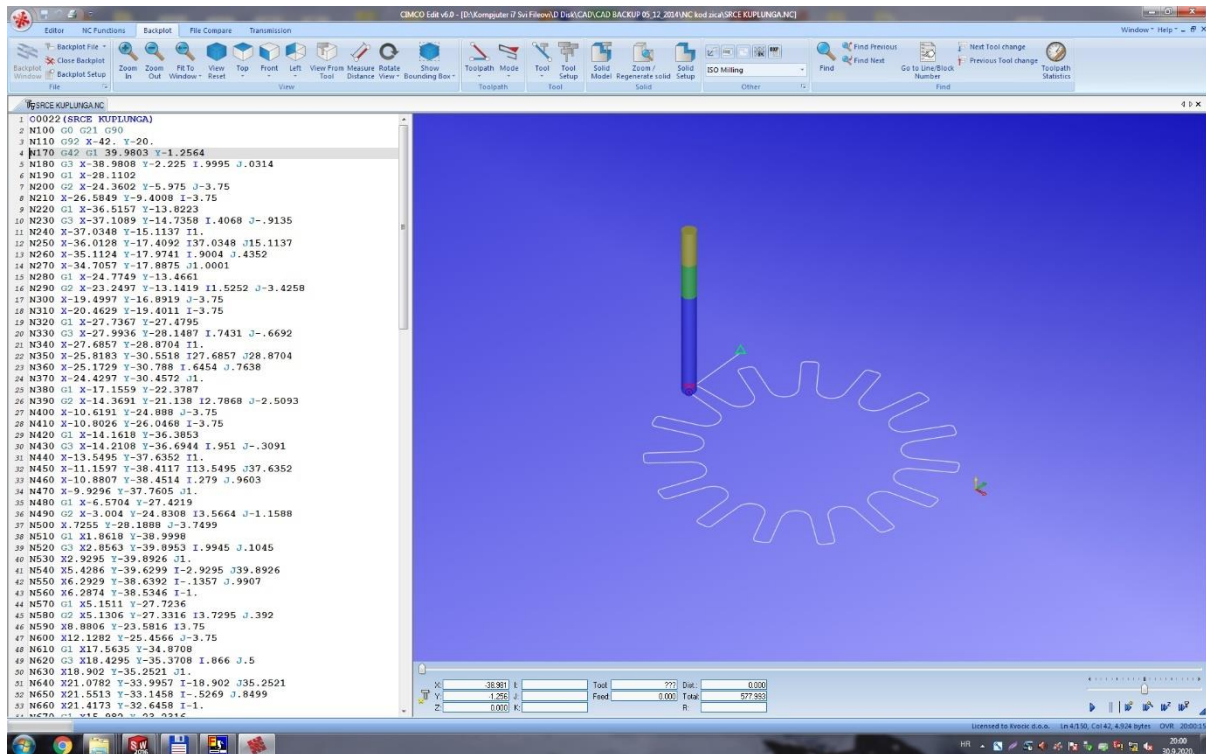 CIMCO Edit v6.0 - [D:\Kompjuter i7 Svi Fileovi\D Disk\CAD\CAD BACKUP 05_12_2014\NC kod zica\SRCE KUPLUNGA.NC]
Editor NC Functions Backplot File Compare Transmission Window Help
Backplot Window
Backplot File
Close Backplot
Backplot Setup
Zoom In
Zoom Out
Fit To Window
View Reset
Top
Front
Left
View From Tool
Measure Distance
Rotate View
Show Bounding Box
Toolpath
Mode
Tool
Tool Setup
Solid Model
Zoom / Regenerate solid
Solid Setup
ISO Milling
Find
Find Previous
Find Next
Go to Line/Block Number
Next Tool change
Previous Tool change
Toolpath Statistics
File View Toolpath Tool Solid Other Find
SRCE KUPLUNGA.NC
1 O0022(SRCE KUPLUNGA)
2 N100 G0 G21 G90
3 N110 G92 X-42. Y-20.
4 N170 G42 G1 39.9803 Y-1.2564
5 N180 G3 X-38.9808 Y-2.225 I.9995 J.0314
6 N190 G1 X-28.1102
7 N200 G2 X-24.3602 Y-5.975 J-3.75
8 N210 X-26.5849 Y-9.4008 I-3.75
9 N220 G1 X-36.5157 Y-13.8223
10 N230 G3 X-37.1089 Y-14.7358 I.4068 J-.9135
11 N240 X-37.0348 Y-15.1137 I1.
12 N250 X-36.0128 Y-17.4092 I37.0348 J15.1137
13 N260 X-35.1124 Y-17.9741 I.9004 J.4352
14 N270 X-34.7057 Y-17.8875 J1.0001
15 N280 G1 X-24.7749 Y-13.4661
16 N290 G2 X-23.2497 Y-13.1419 I1.5252 J-3.4258
17 N300 X-19.4997 Y-16.8919 J-3.75
18 N310 X-20.4629 Y-19.4011 I-3.75
19 N320 G1 X-27.7367 Y-27.4795
20 N330 G3 X-27.9936 Y-28.1487 I.7431 J-.6692
21 N340 X-27.6857 Y-28.8704 I1.
22 N350 X-25.8183 Y-30.5518 I27.6857 J28.8704
23 N360 X-25.1729 Y-30.788 I.6454 J.7638
24 N370 X-24.4297 Y-30.4572 J1.
25 N380 G1 X-17.1559 Y-22.3787
26 N390 G2 X-14.3691 Y-21.138 I2.7868 J-2.5093
27 N400 X-10.6191 Y-24.888 J-3.75
28 N410 X-10.8026 Y-26.0468 I-3.75
29 N420 G1 X-14.1618 Y-36.3853
30 N430 G3 X-14.2108 Y-36.6944 I.951 J-.3091
31 N440 X-13.5495 Y-37.6352 I1.
32 N450 X-11.1597 Y-38.4117 I13.5495 J37.6352
33 N460 X-10.8807 Y-38.4514 I.279 J.9603
34 N470 X-9.9296 Y-37.7605 J1.
35 N480 G1 X-6.5704 Y-27.4219
36 N490 G2 X-3.004 Y-24.8308 I3.5664 J-1.1588
37 N500 X.7255 Y-28.1888 J-3.7499
38 N510 G1 X1.8618 Y-38.9998
39 N520 G3 X2.8563 Y-39.8953 I.9945 J.1045
40 N530 X2.9295 Y-39.8926 J1.
41 N540 X5.4286 Y-39.6299 I-2.9295 J39.8926
42 N550 X6.2929 Y-38.6392 I-.1357 J.9907
43 N560 X6.2874 Y-38.5346 I-1.
44 N570 G1 X5.1511 Y-27.7236
45 N580 G2 X5.1306 Y-27.3316 I3.7295 J.392
46 N590 X8.8806 Y-23.5816 I3.75
47 N600 X12.1282 Y-25.4566 J-3.75
48 N610 G1 X17.5635 Y-34.8708
49 N620 G3 X18.4295 Y-35.3708 I.866 J.5
50 N630 X18.902 Y-35.2521 J1.
51 N640 X21.0782 Y-33.9957 I-18.902 J35.2521
52 N650 X21.5513 Y-33.1458 I-.5269 J.8499
53 N660 X21.4173 Y-32.6458 I-1.
X: -38.981 I: Tool: ??? Dist.: 0.000
Y: -1.256 J: Feed: 0.000 Total: 577.993
Z: 0.000 K: R:
Licensed to Kvocic d.o.o. Ln 4/150, Col 42, 4.924 bytes OVR 20:00:15
HR 20:00
30.9.2020.